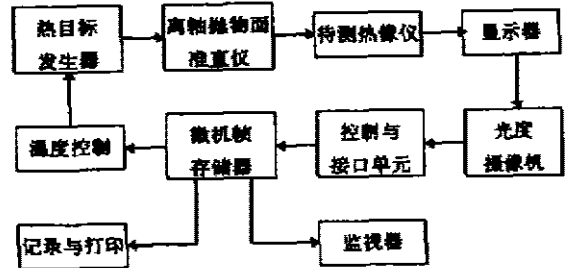 热目标
发生器
离轴抛物面
准直仪
待测热像仪
显示器
温度控制
微机帧
存储器
控制与
接口单元
光度
摄像机
记录与打印
监视器